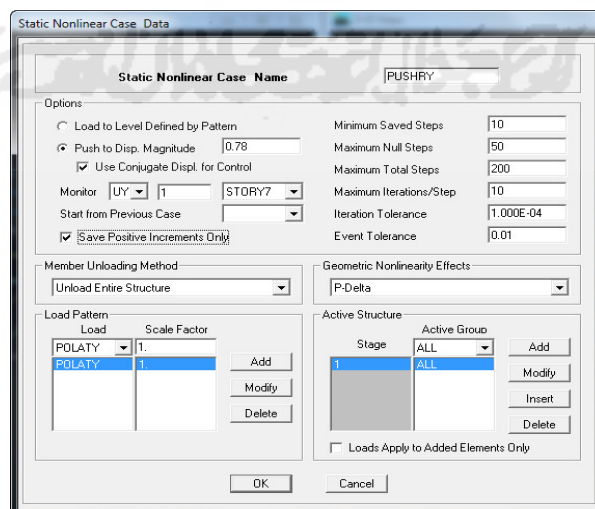 Static Nonlinear Case Data
Static Nonlinear Case Name PUSHRY
Options
Load to Level Defined by Pattern
Push to Disp. Magnitude 0.78
Use Conjugate Displ. for Control
Monitor UY 1 STORY7
Start from Previous Case
Save Positive Increments Only
Minimum Saved Steps 10
Maximum Null Steps 50
Maximum Total Steps 200
Maximum Iterations/Step 10
Iteration Tolerance 1.000E-04
Event Tolerance 0.01
Member Unloading Method
Unload Entire Structure
Geometric Nonlinearity Effects
P-Delta
Load Pattern
Load Scale Factor
POLATY 1.
POLATY 1.
Add
Modify
Delete
Active Structure
Active Group
Stage ALL
1 ALL
Add
Modify
Insert
Delete
Loads Apply to Added Elements Only
OK Cancel